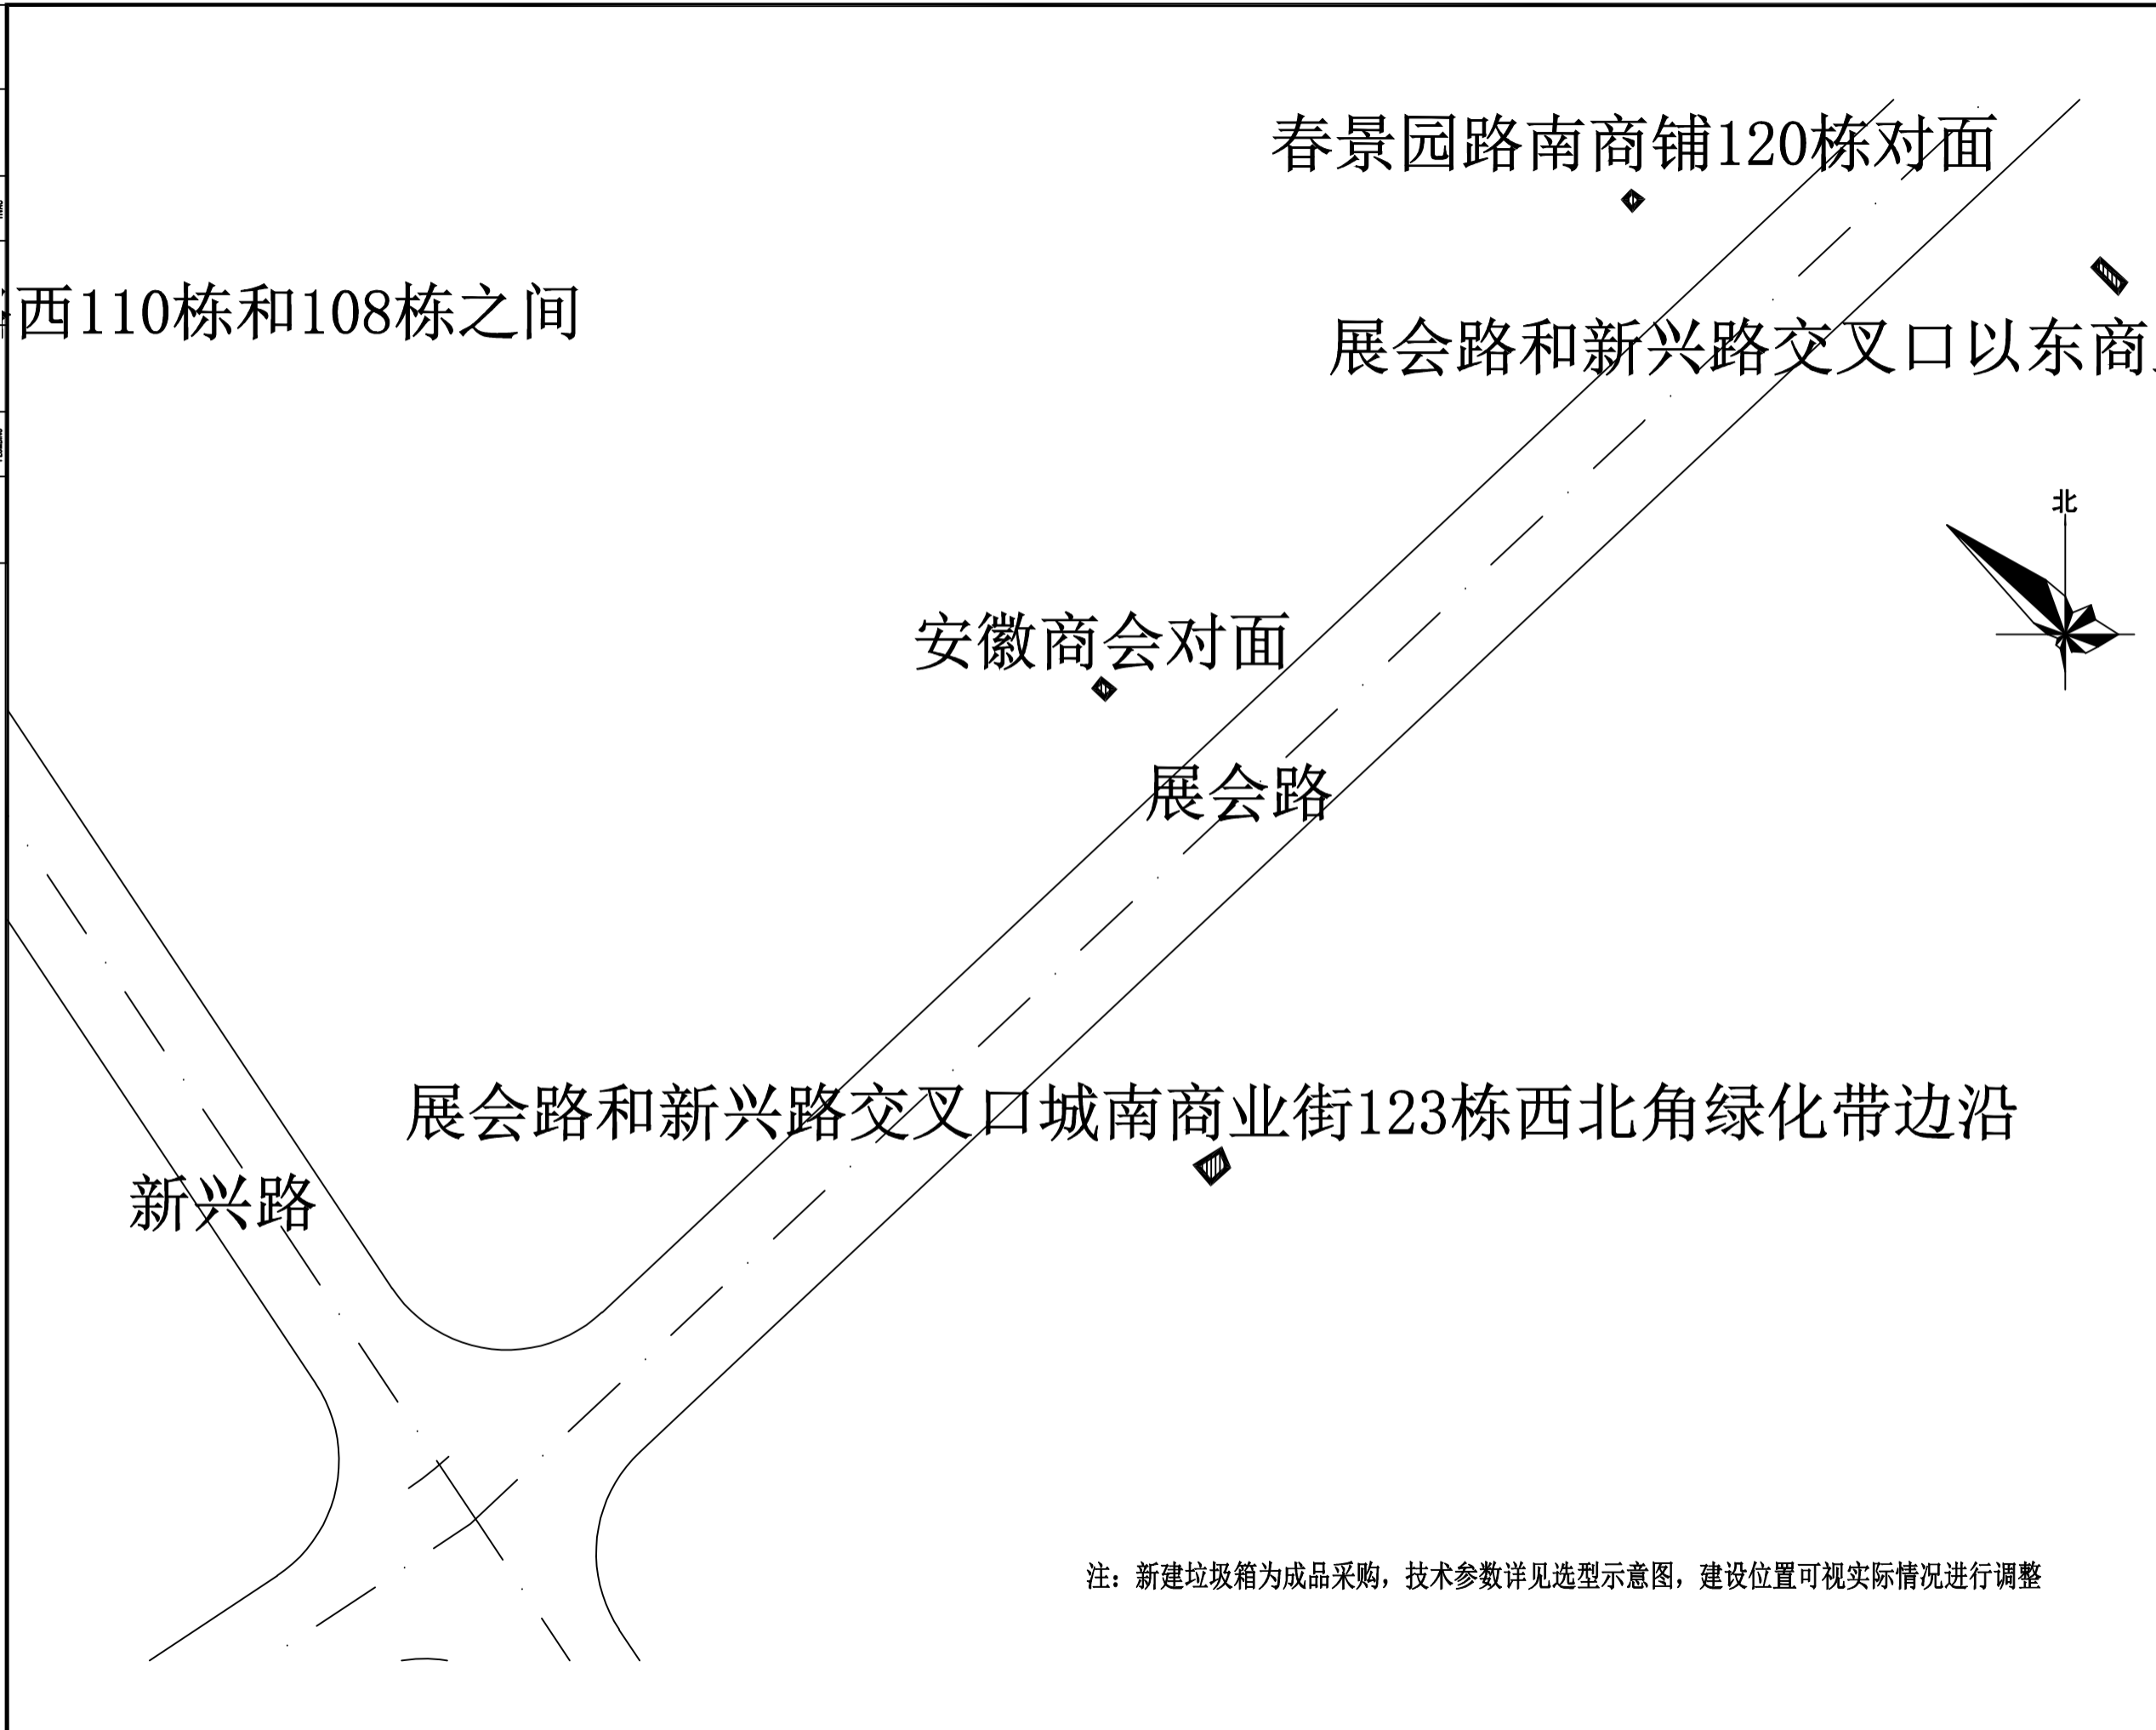 春景园路南商铺120栋对面
西110栋和108栋之间
展会路和新兴路交叉口以东商
北
安徽商会对面
展会路
展会路和新兴路交叉口城南商业街123栋西北角绿化带边沿
新兴路
注：新建垃圾箱为成品采购，技术参数详见选型示意图，建设位置可视实际情况进行调整